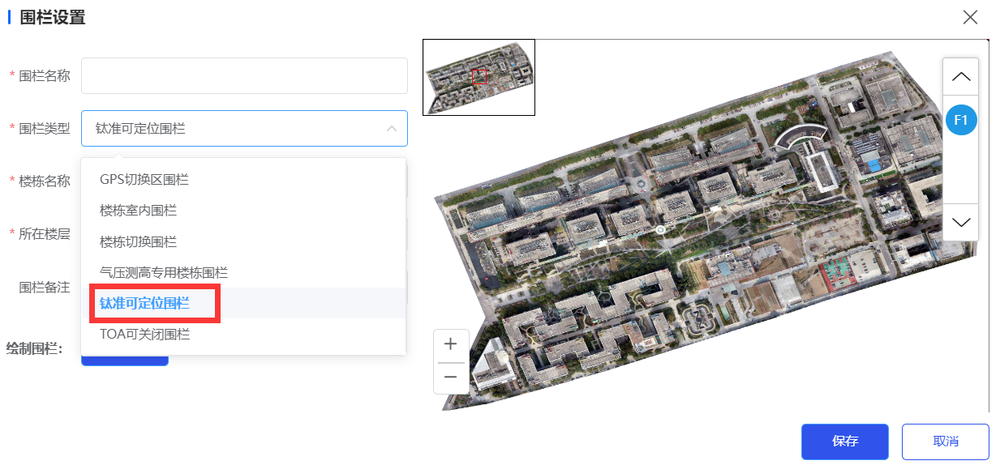 围栏设置
* 围栏名称
* 围栏类型
钛准可定位围栏
* 楼栋名称
GPS切换区围栏
楼栋室内围栏
* 所在楼层
楼栋切换围栏
围栏备注
气压测高专用楼栋围栏
钛准可定位围栏
TOA可关闭围栏
绘制围栏:
F1
+
−
保存
取消